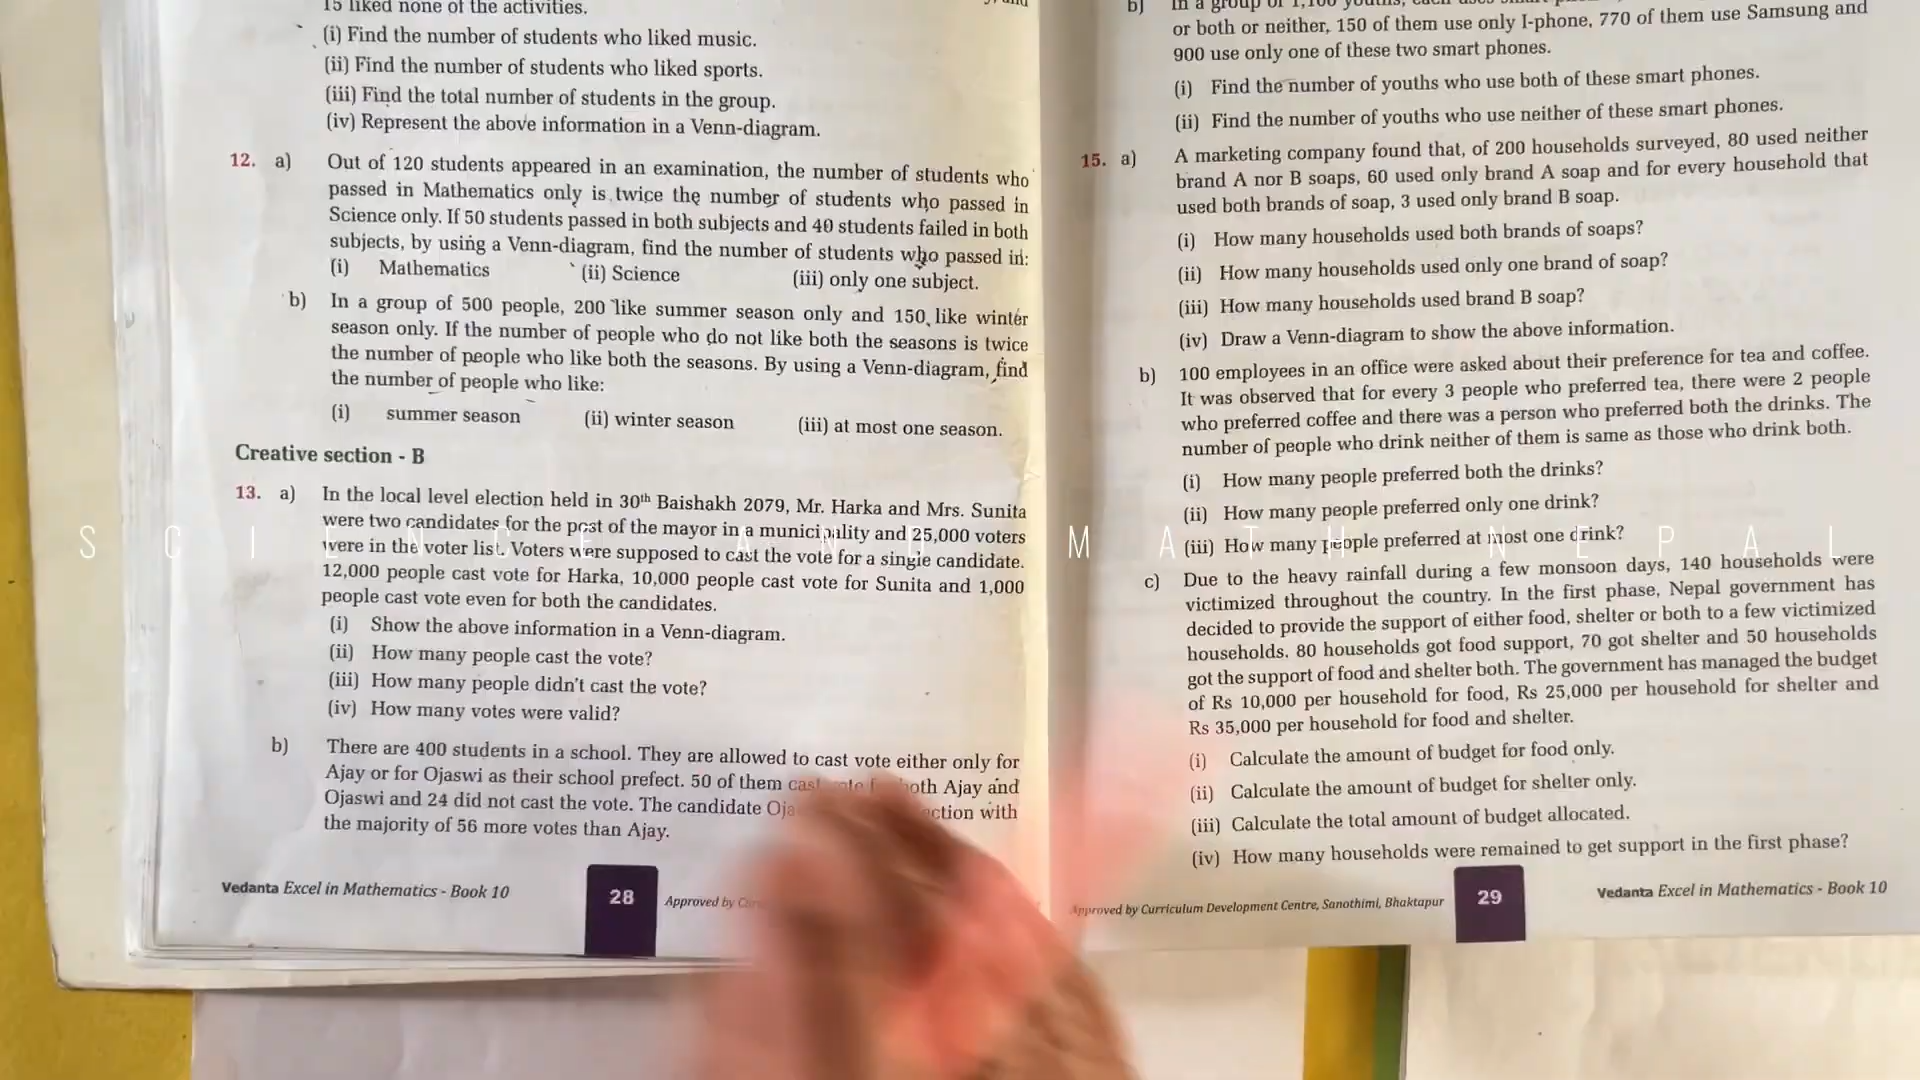 15 liked none of the activities.
(i) Find the number of students who liked music.
(ii) Find the number of students who liked sports.
(iii) Find the total number of students in the group.
(iv) Represent the above information in a Venn-diagram.
12. a) Out of 120 students appeared in an examination, the number of students who
passed in Mathematics only is twice the number of students who passed in
Science only. If 50 students passed in both subjects and 40 students failed in both
subjects, by using a Venn-diagram, find the number of students who passed in:
(i) Mathematics (ii) Science (iii) only one subject.
b) In a group of 500 people, 200 like summer season only and 150 like winter
season only. If the number of people who do not like both the seasons is twice
the number of people who like both the seasons. By using a Venn-diagram, find
the number of people who like:
(i) summer season (ii) winter season (iii) at most one season.
Creative section - B
13. a) In the local level election held in 30th Baishakh 2079, Mr. Harka and Mrs. Sunita
were two candidates for the post of the mayor in a municipality and 25,000 voters
were in the voter list. Voters were supposed to cast the vote for a single candidate.
12,000 people cast vote for Harka, 10,000 people cast vote for Sunita and 1,000
people cast vote even for both the candidates.
(i) Show the above information in a Venn-diagram.
(ii) How many people cast the vote?
(iii) How many people didn't cast the vote?
(iv) How many votes were valid?
b) There are 400 students in a school. They are allowed to cast vote either only for
Ajay or for Ojaswi as their school prefect. 50 of them cast vote for both Ajay and
Ojaswi and 24 did not cast the vote. The candidate with
the majority of 56 more votes than Ajay.
Vedanta Excel in Mathematics - Book 10
28
Approved by
b) In a group of 1,100 youths,
or both or neither, 150 of them use only I-phone, 770 of them use Samsung and
900 use only one of these two smart phones.
(i) Find the number of youths who use both of these smart phones.
(ii) Find the number of youths who use neither of these smart phones.
15. a) A marketing company found that, of 200 households surveyed, 80 used neither
brand A nor B soaps, 60 used only brand A soap and for every household that
used both brands of soap, 3 used only brand B soap.
(i) How many households used both brands of soaps?
(ii) How many households used only one brand of soap?
(iii) How many households used brand B soap?
(iv) Draw a Venn-diagram to show the above information.
b) 100 employees in an office were asked about their preference for tea and coffee.
It was observed that for every 3 people who preferred tea, there were 2 people
who preferred coffee and there was a person who preferred both the drinks. The
number of people who drink neither of them is same as those who drink both.
(i) How many people preferred both the drinks?
(ii) How many people preferred only one drink?
(iii) How many people preferred at most one drink?
c) Due to the heavy rainfall during a few monsoon days, 140 households were
victimized throughout the country. In the first phase, Nepal government has
decided to provide the support of either food, shelter or both to a few victimized
households. 80 households got food support, 70 got shelter and 50 households
got the support of food and shelter both. The government has managed the budget
of Rs 10,000 per household for food, Rs 25,000 per household for shelter and
Rs 35,000 per household for food and shelter.
(i) Calculate the amount of budget for food only.
(ii) Calculate the amount of budget for shelter only.
(iii) Calculate the total amount of budget allocated.
(iv) How many households were remained to get support in the first phase?
Approved by Curriculum Development Centre, Sanothimi, Bhaktapur
29
Vedanta Excel in Mathematics - Book 10
SCIENCE AND MATH NEPAL